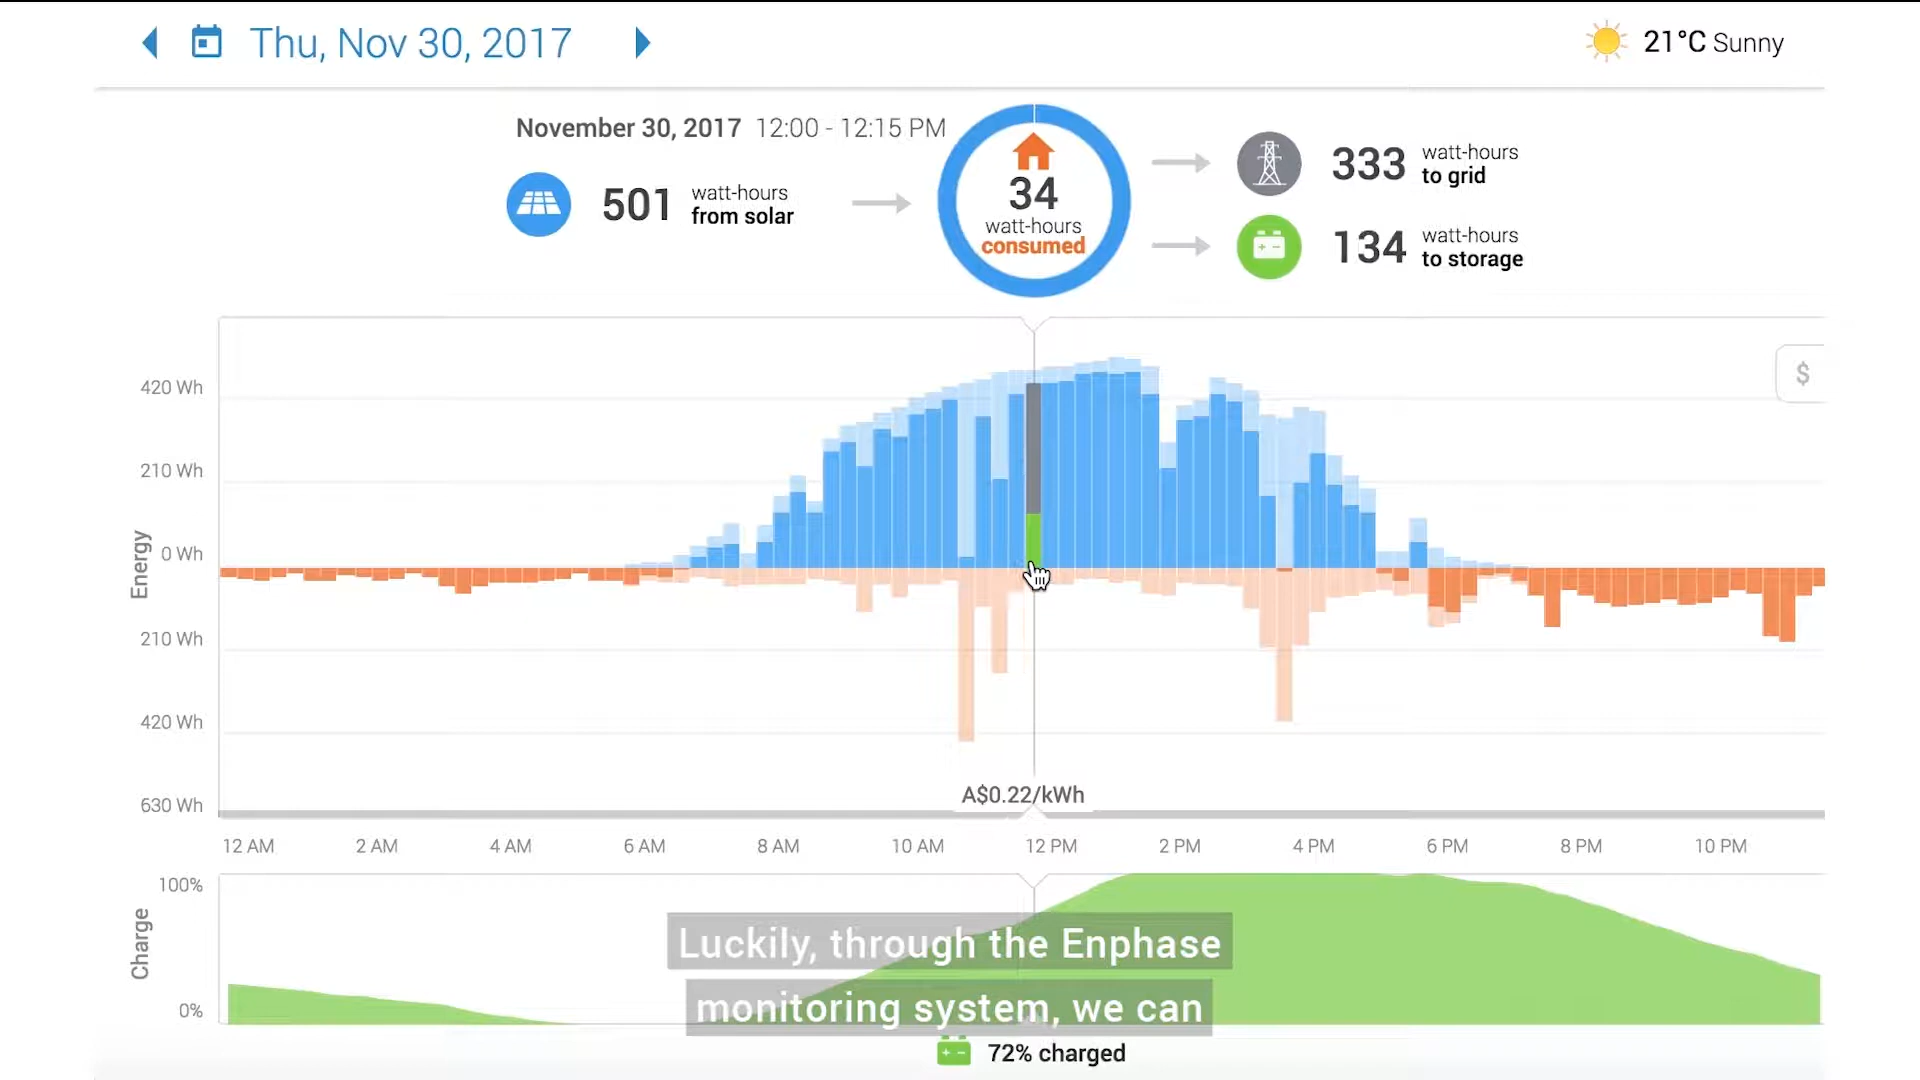 Thu, Nov 30, 2017
21°C Sunny
November 30, 2017 12:00 - 12:15 PM
501 watt-hours from solar
34
watt-hours
consumed
333 watt-hours to grid
134 watt-hours to storage
$
Energy
420 Wh
210 Wh
0 Wh
210 Wh
420 Wh
630 Wh
A$0.22/kWh
12 AM 2 AM 4 AM 6 AM 8 AM 10 AM 12 PM 2 PM 4 PM 6 PM 8 PM 10 PM
Charge
100%
0%
Luckily, through the Enphase
monitoring system, we can
72% charged